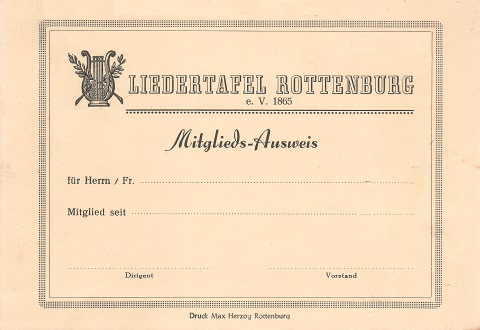 LIEDERTAFEL ROTTENBURG
e. V. 1865
Mitglieds-Ausweis
für Herrn / Fr.
Mitglied seit
Dirigent Vorstand
Druck Max Herzog Rottenburg